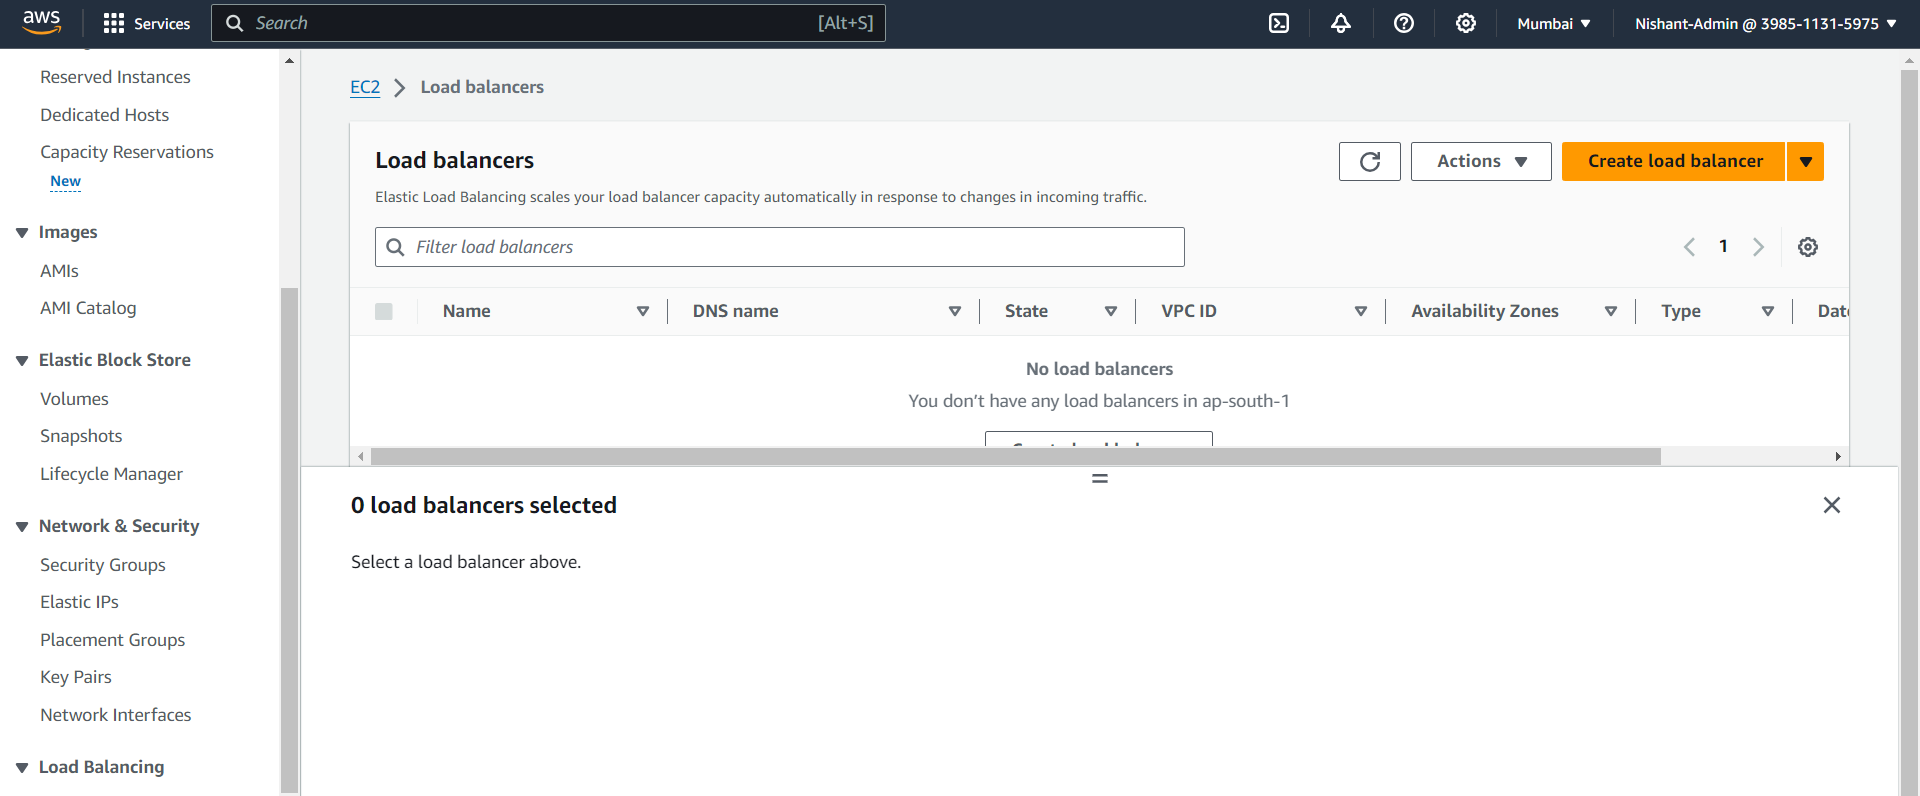 aws
Services
Search
[Alt+S]
Mumbai
Nishant-Admin @ 3985-1131-5975
Reserved Instances
Dedicated Hosts
Capacity Reservations
New
Images
AMIs
AMI Catalog
Elastic Block Store
Volumes
Snapshots
Lifecycle Manager
Network & Security
Security Groups
Elastic IPs
Placement Groups
Key Pairs
Network Interfaces
Load Balancing
EC2
Load balancers
Load balancers
Actions
Create load balancer
Elastic Load Balancing scales your load balancer capacity automatically in response to changes in incoming traffic.
Filter load balancers
1
Name
DNS name
State
VPC ID
Availability Zones
Type
No load balancers
You don’t have any load balancers in ap-south-1
0 load balancers selected
Select a load balancer above.